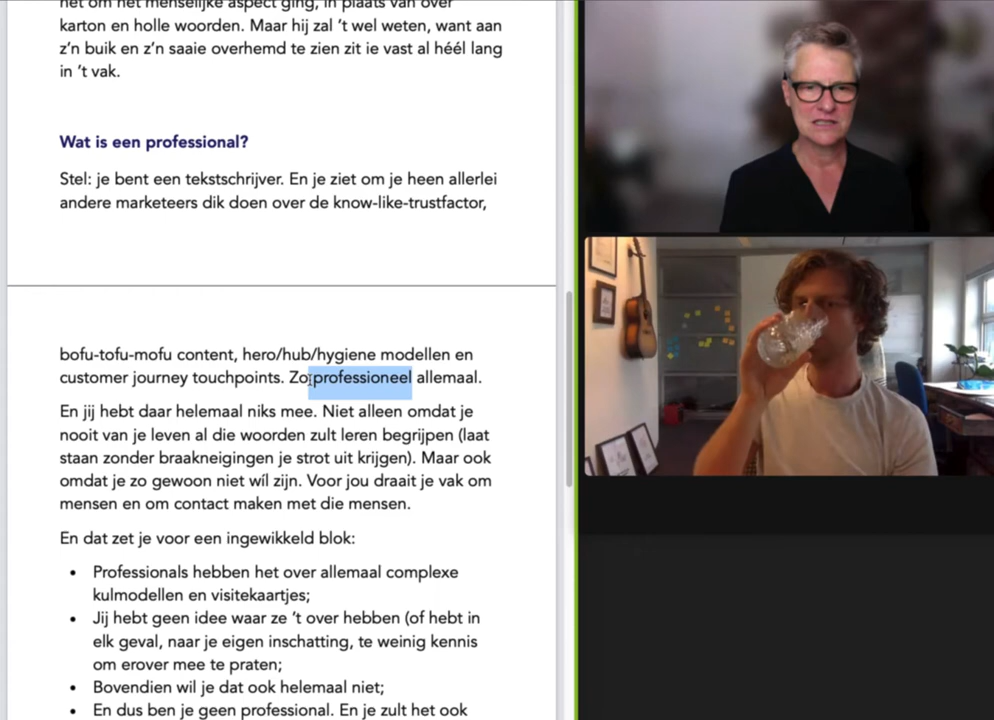 het om het menselijke aspect ging, in plaats van over
karton en holle woorden. Maar hij zal ’t wel weten, want aan
z’n buik en z’n saaie overhemd te zien zit ie vast al héél lang
in ’t vak.
Wat is een professional?
Stel: je bent een tekstschrijver. En je ziet om je heen allerlei
andere marketeers dik doen over de know-like-trustfactor,
bofu-tofu-mofu content, hero/hub/hygiene modellen en
customer journey touchpoints. Zo professioneel allemaal.
En jij hebt daar helemaal niks mee. Niet alleen omdat je
nooit van je leven al die woorden zult leren begrijpen (laat
staan zonder braakneigingen je strot uit krijgen). Maar ook
omdat je zo gewoon niet wíl zijn. Voor jou draait je vak om
mensen en om contact maken met die mensen.
En dat zet je voor een ingewikkeld blok:
• Professionals hebben het over allemaal complexe
kulmodellen en visitekaartjes;
• Jij hebt geen idee waar ze ’t over hebben (of hebt in
elk geval, naar je eigen inschatting, te weinig kennis
om erover mee te praten;
• Bovendien wil je dat ook helemaal niet;
• En dus ben je geen professional. En je zult het ook